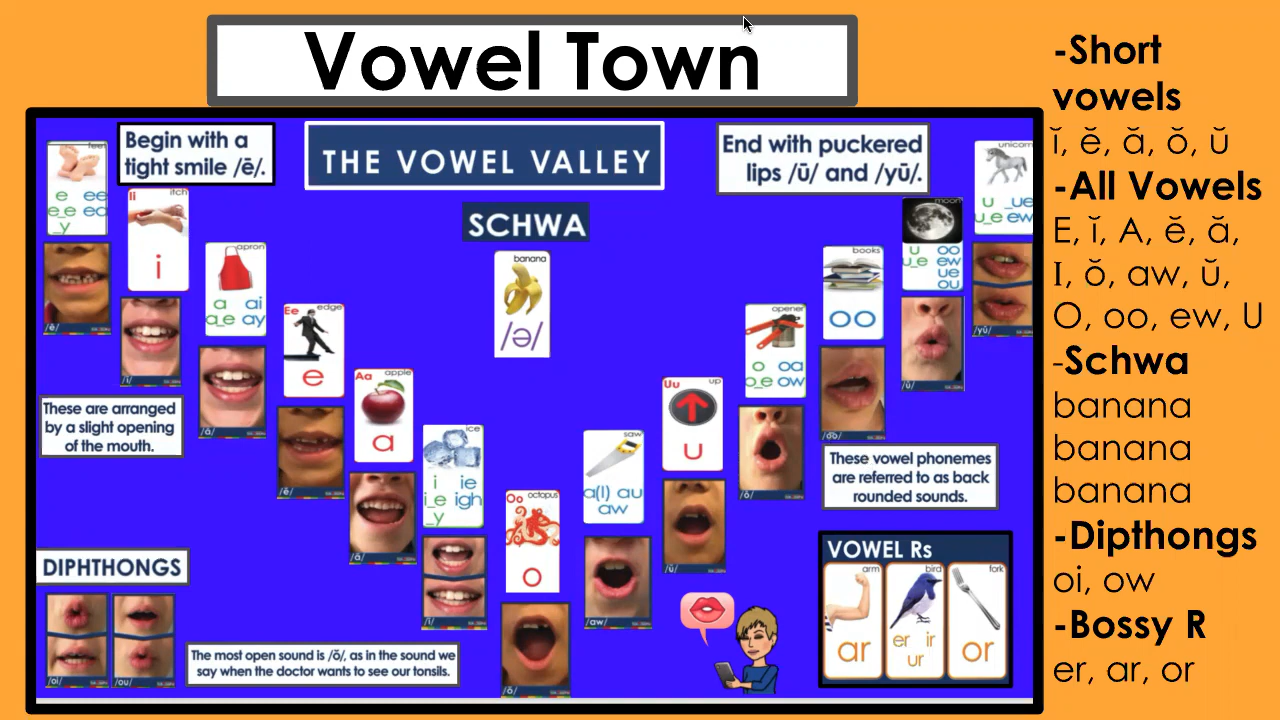 Vowel Town
Begin with a
tight smile /ē/.
THE VOWEL VALLEY
End with puckered
lips /ū/ and /yū/.
SCHWA
feet
e ee
e_e ea
_y
/ē/
Ii itch
i
/ĭ/
apron
a ai
a_e ay
/ā/
Ee edge
e
/ĕ/
Aa apple
a
/ă/
ice
i ie
i_e igh
_y
/ī/
Oo octopus
o
/ŏ/
banana
/ə/
saw
a(l) au
aw
/aw/
Uu up
u
/ŭ/
opener
o oa
o_e ow
/ō/
books
oo
/o͝o/
moon
u oo
u_e ew
ue
ou
/ū/
unicorn
u _ue
u_e ew
/yū/
These are arranged
by a slight opening
of the mouth.
These vowel phonemes
are referred to as back
rounded sounds.
DIPHTHONGS
/oi/
/ou/
The most open sound is /ŏ/, as in the sound we
say when the doctor wants to see our tonsils.
VOWEL Rs
arm
ar
bird
er ir
ur
fork
or
-Short
vowels
ĭ, ĕ, ă, ŏ, ŭ
-All Vowels
E, ĭ, A, ĕ, ă,
I, ŏ, aw, ŭ,
O, oo, ew, U
-Schwa
banana
banana
banana
-Dipthongs
oi, ow
-Bossy R
er, ar, or